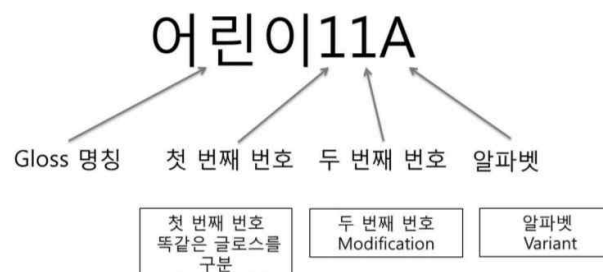 어린이11A
Gloss 명칭 첫 번째 번호 두 번째 번호 알파벳
첫 번째 번호
똑같은 글로스를
구분
두 번째 번호
Modification
알파벳
Variant